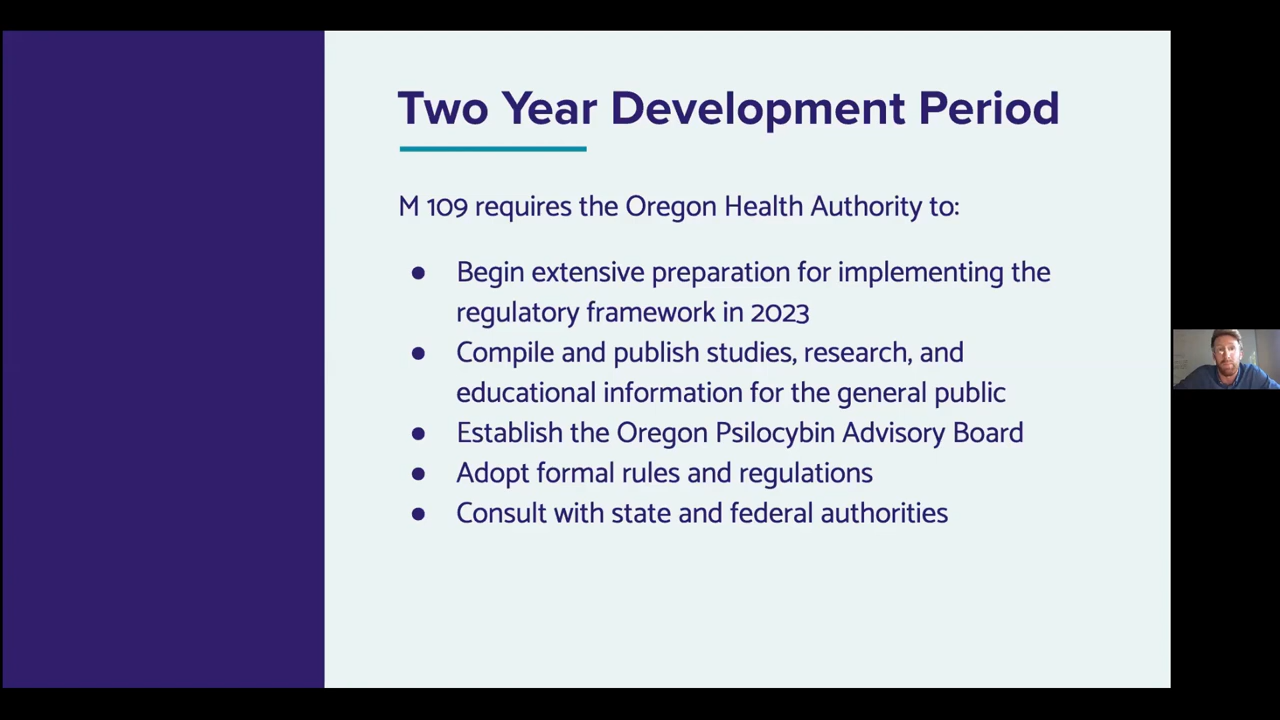 Two Year Development Period
M 109 requires the Oregon Health Authority to:
● Begin extensive preparation for implementing the
regulatory framework in 2023
● Compile and publish studies, research, and
educational information for the general public
● Establish the Oregon Psilocybin Advisory Board
● Adopt formal rules and regulations
● Consult with state and federal authorities